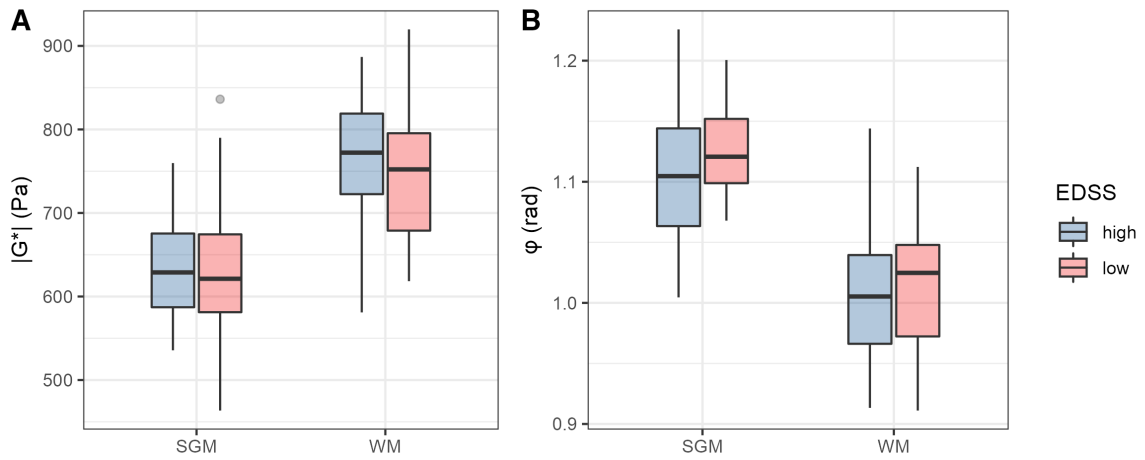 A
|G*| (Pa)
900
800
700
600
500
SGM
WM
B
φ (rad)
1.2
1.1
1.0
0.9
SGM
WM
EDSS
high
low